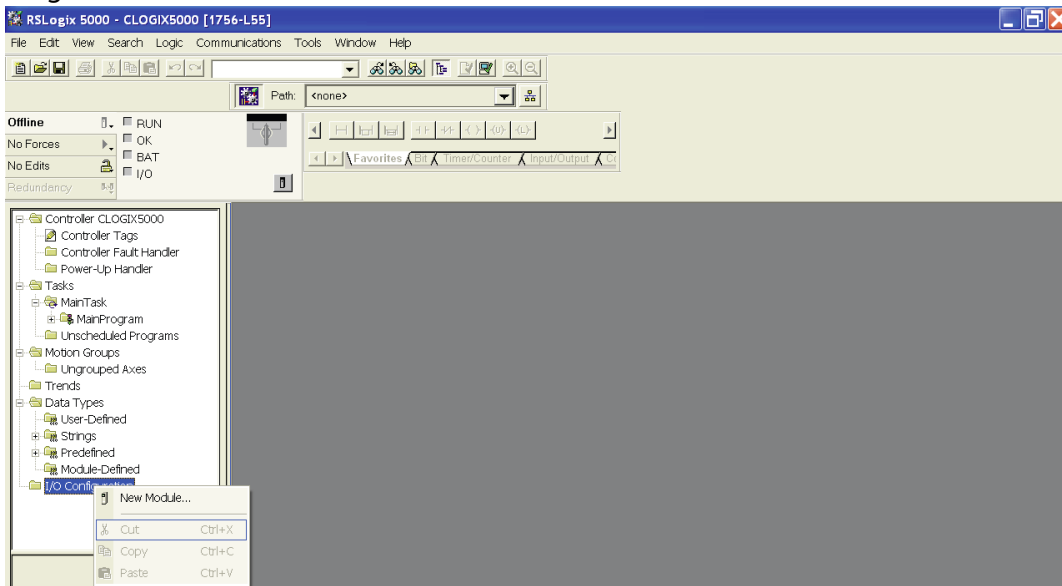 RSLogix 5000 - CLOGIX5000 [1756-L55]
File Edit View Search Logic Communications Tools Window Help
Path: <none>
Offline RUN
No Forces OK
No Edits BAT
Redundancy I/O
Favorites Bit Timer/Counter Input/Output
Controller CLOGIX5000
Controller Tags
Controller Fault Handler
Power-Up Handler
Tasks
MainTask
MainProgram
Unscheduled Programs
Motion Groups
Ungrouped Axes
Trends
Data Types
User-Defined
Strings
Predefined
Module-Defined
I/O Configuration
New Module...
Cut Ctrl+X
Copy Ctrl+C
Paste Ctrl+V